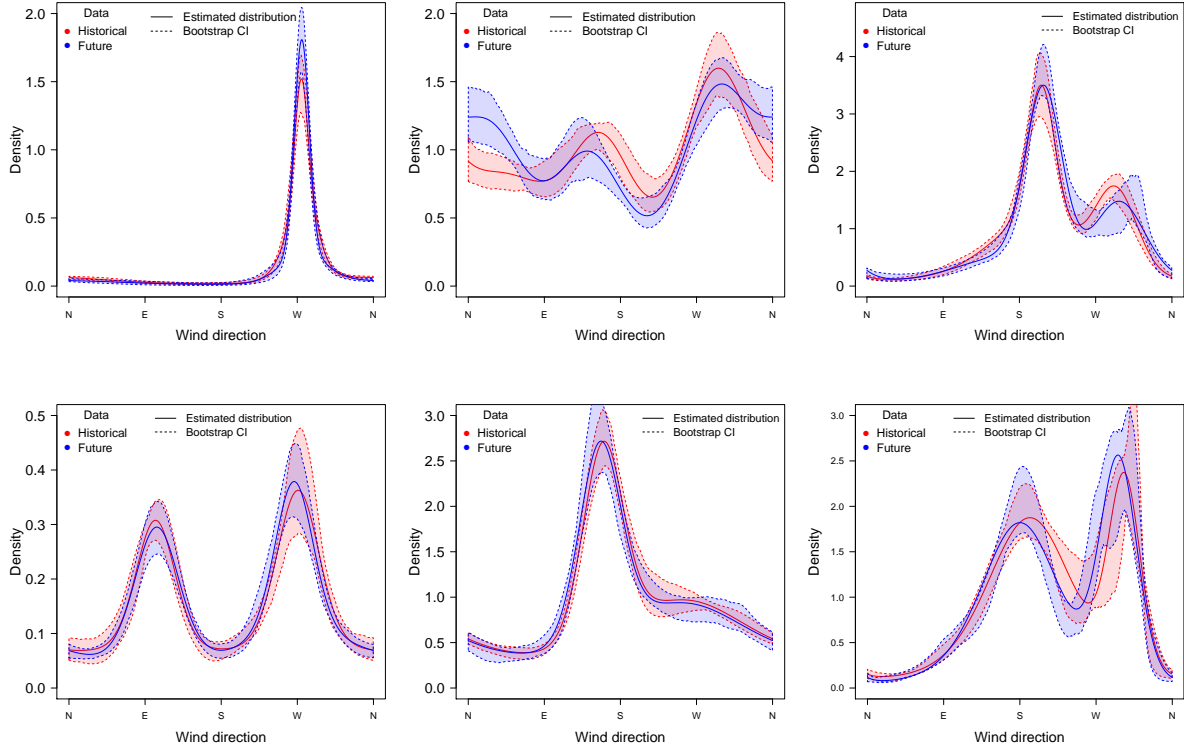 Data
Historical
Future
Estimated distribution
Bootstrap CI
2.0
1.5
1.0
0.5
0.0
Density
N E S W N
Wind direction
Data
Historical
Future
Estimated distribution
Bootstrap CI
2.0
1.5
1.0
0.5
0.0
Density
N E S W N
Wind direction
Data
Historical
Future
Estimated distribution
Bootstrap CI
4
3
2
1
0
Density
N E S W N
Wind direction
Data
Historical
Future
Estimated distribution
Bootstrap CI
0.5
0.4
0.3
0.2
0.1
0.0
Density
N E S W N
Wind direction
Data
Historical
Future
Estimated distribution
Bootstrap CI
3.0
2.5
2.0
1.5
1.0
0.5
0.0
Density
N E S W N
Wind direction
Data
Historical
Future
Estimated distribution
Bootstrap CI
3.0
2.5
2.0
1.5
1.0
0.5
0.0
Density
N E S W N
Wind direction